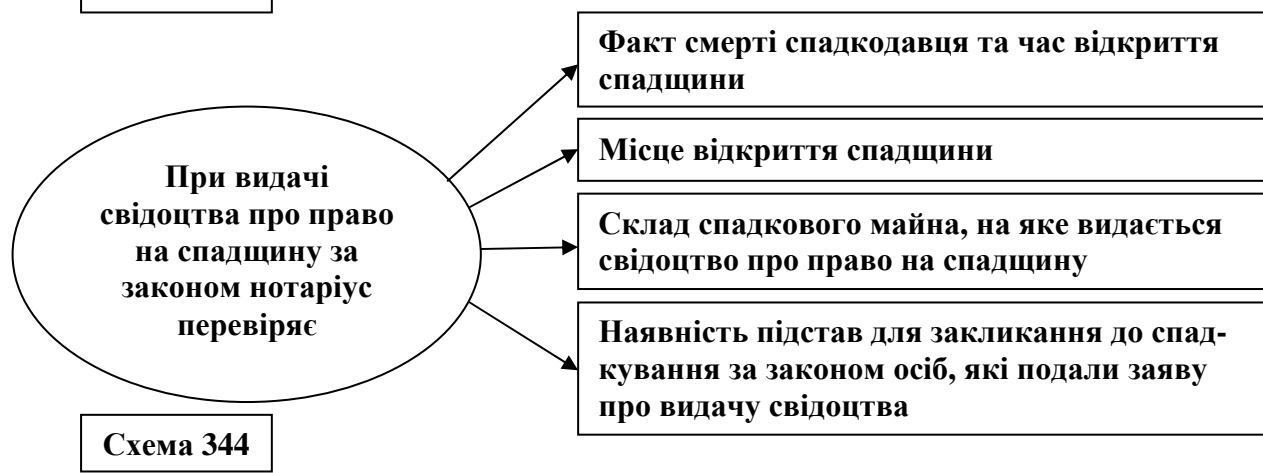 Факт смерті спадкодавця та час відкриття
спадщини
Місце відкриття спадщини
При видачі
свідоцтва про право
на спадщину за
законом нотаріус
перевіряє
Склад спадкового майна, на яке видається
свідоцтво про право на спадщину
Наявність підстав для закликання до спад-
кування за законом осіб, які подали заяву
про видачу свідоцтва
Схема 344